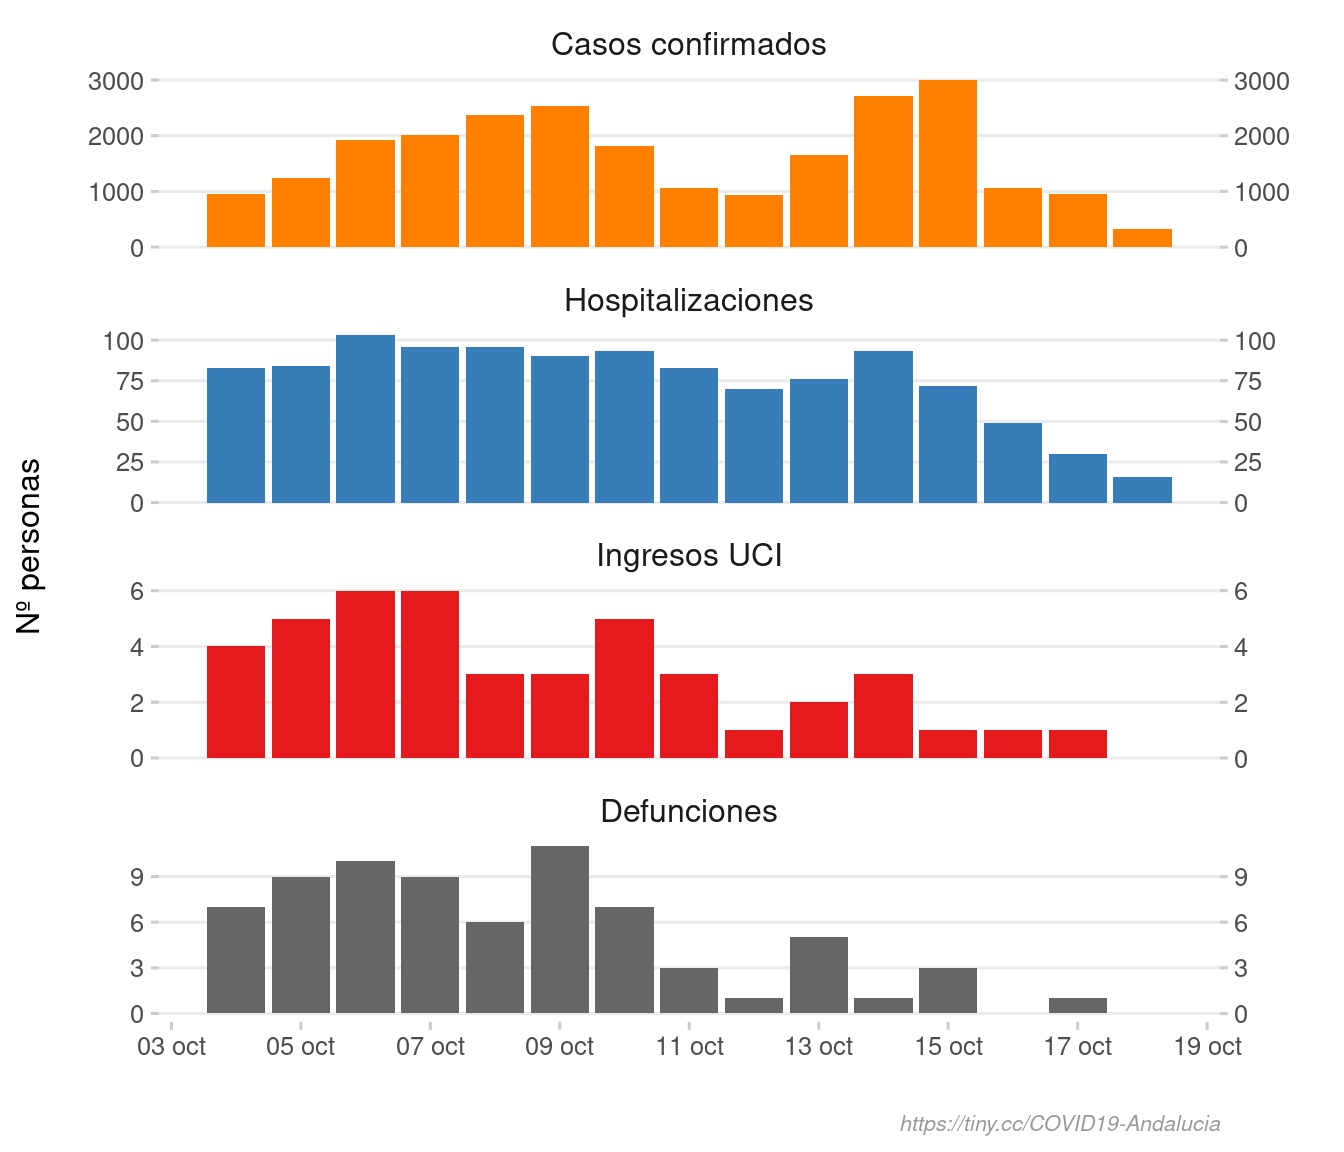 Casos confirmados
3000 3000
2000 2000
1000 1000
0 0
Hospitalizaciones
100 100
75 75
50 50
25 25
0 0
Nº personas
Ingresos UCI
6 6
4 4
2 2
0 0
Defunciones
9 9
6 6
3 3
0 0
03 oct 05 oct 07 oct 09 oct 11 oct 13 oct 15 oct 17 oct 19 oct
https://tiny.cc/COVID19-Andalucia